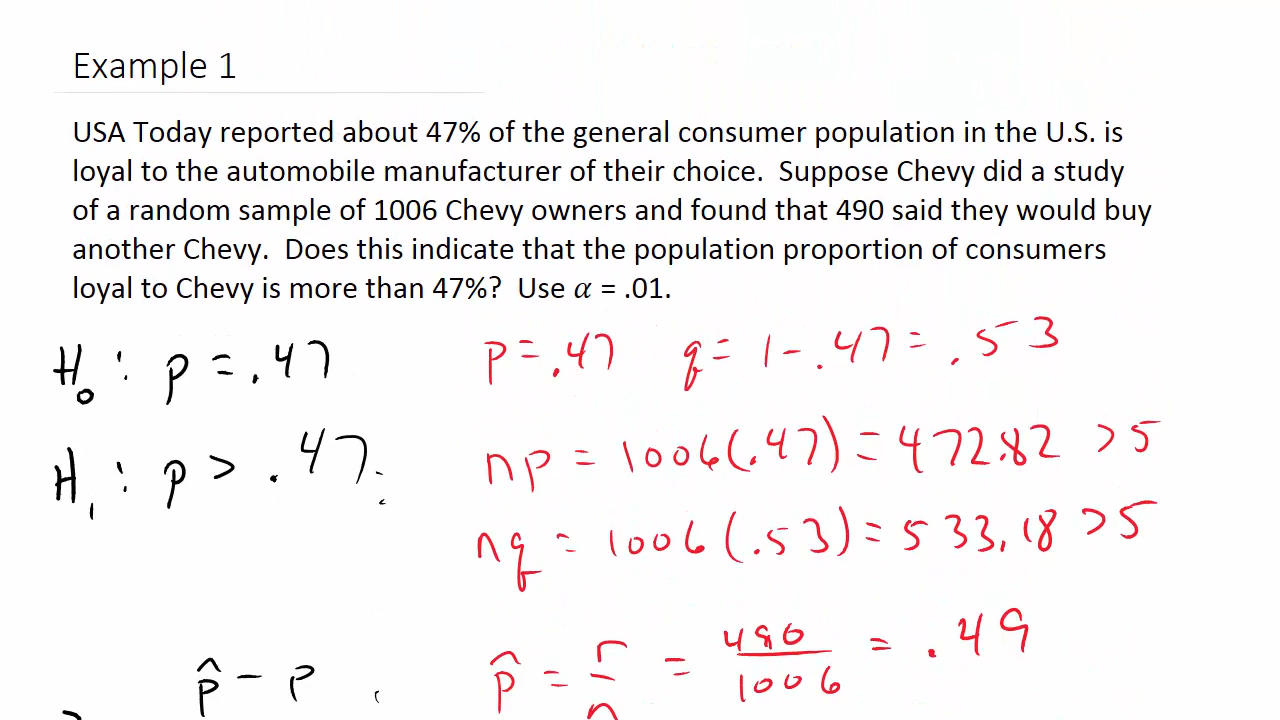 Example 1
USA Today reported about 47% of the general consumer population in the U.S. is
loyal to the automobile manufacturer of their choice.  Suppose Chevy did a study
of a random sample of 1006 Chevy owners and found that 490 said they would buy
another Chevy.  Does this indicate that the population proportion of consumers
loyal to Chevy is more than 47%?  Use α = .01.
H₀ : p = .47
H₁ : p > .47
p = .47  q = 1 - .47 = .53
np = 1006(.47) = 472.82 > 5
nq = 1006(.53) = 533.18 > 5
p̂ - p
p̂ = r/n = 490/1006 = .49